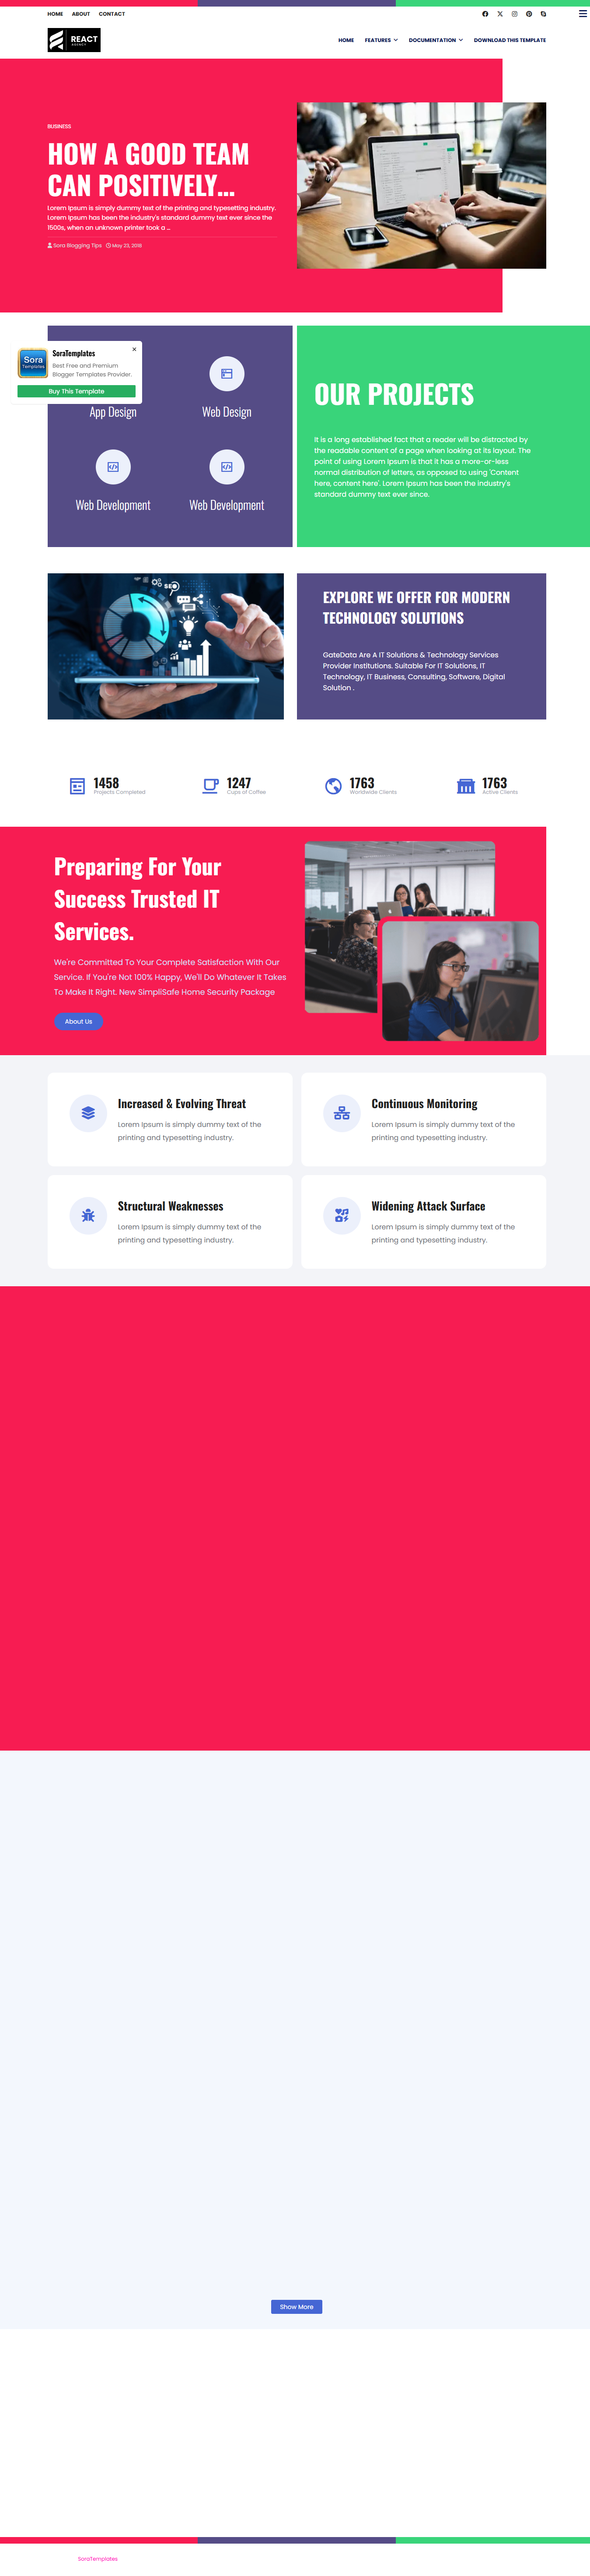 HOME ABOUT CONTACT
REACT
AGENCY
HOME FEATURES DOCUMENTATION DOWNLOAD THIS TEMPLATE
BUSINESS
HOW A GOOD TEAM
CAN POSITIVELY...
Lorem Ipsum is simply dummy text of the printing and typesetting industry.
Lorem Ipsum has been the industry's standard dummy text ever since the
1500s, when an unknown printer took a ...
Sora Blogging Tips May 23, 2018
Sora
Templates
SoraTemplates
×
Best Free and Premium
Blogger Templates Provider.
Buy This Template
App Design
Web Design
Web Development
Web Development
OUR PROJECTS
It is a long established fact that a reader will be distracted by
the readable content of a page when looking at its layout. The
point of using Lorem Ipsum is that it has a more-or-less
normal distribution of letters, as opposed to using 'Content
here, content here'. Lorem Ipsum has been the industry's
standard dummy text ever since.
SEO
EXPLORE WE OFFER FOR MODERN
TECHNOLOGY SOLUTIONS
GateData Are A IT Solutions & Technology Services
Provider Institutions. Suitable For IT Solutions, IT
Technology, IT Business, Consulting, Software, Digital
Solution .
1458
Projects Completed
1247
Cups of Coffee
1763
Worldwide Clients
1763
Active Clients
Preparing For Your
Success Trusted IT
Services.
We're Committed To Your Complete Satisfaction With Our
Service. If You're Not 100% Happy, We'll Do Whatever It Takes
To Make It Right. New SimpliSafe Home Security Package
About Us
Increased & Evolving Threat
Lorem Ipsum is simply dummy text of the
printing and typesetting industry.
Continuous Monitoring
Lorem Ipsum is simply dummy text of the
printing and typesetting industry.
Structural Weaknesses
Lorem Ipsum is simply dummy text of the
printing and typesetting industry.
Widening Attack Surface
Lorem Ipsum is simply dummy text of the
printing and typesetting industry.
Show More
SoraTemplates